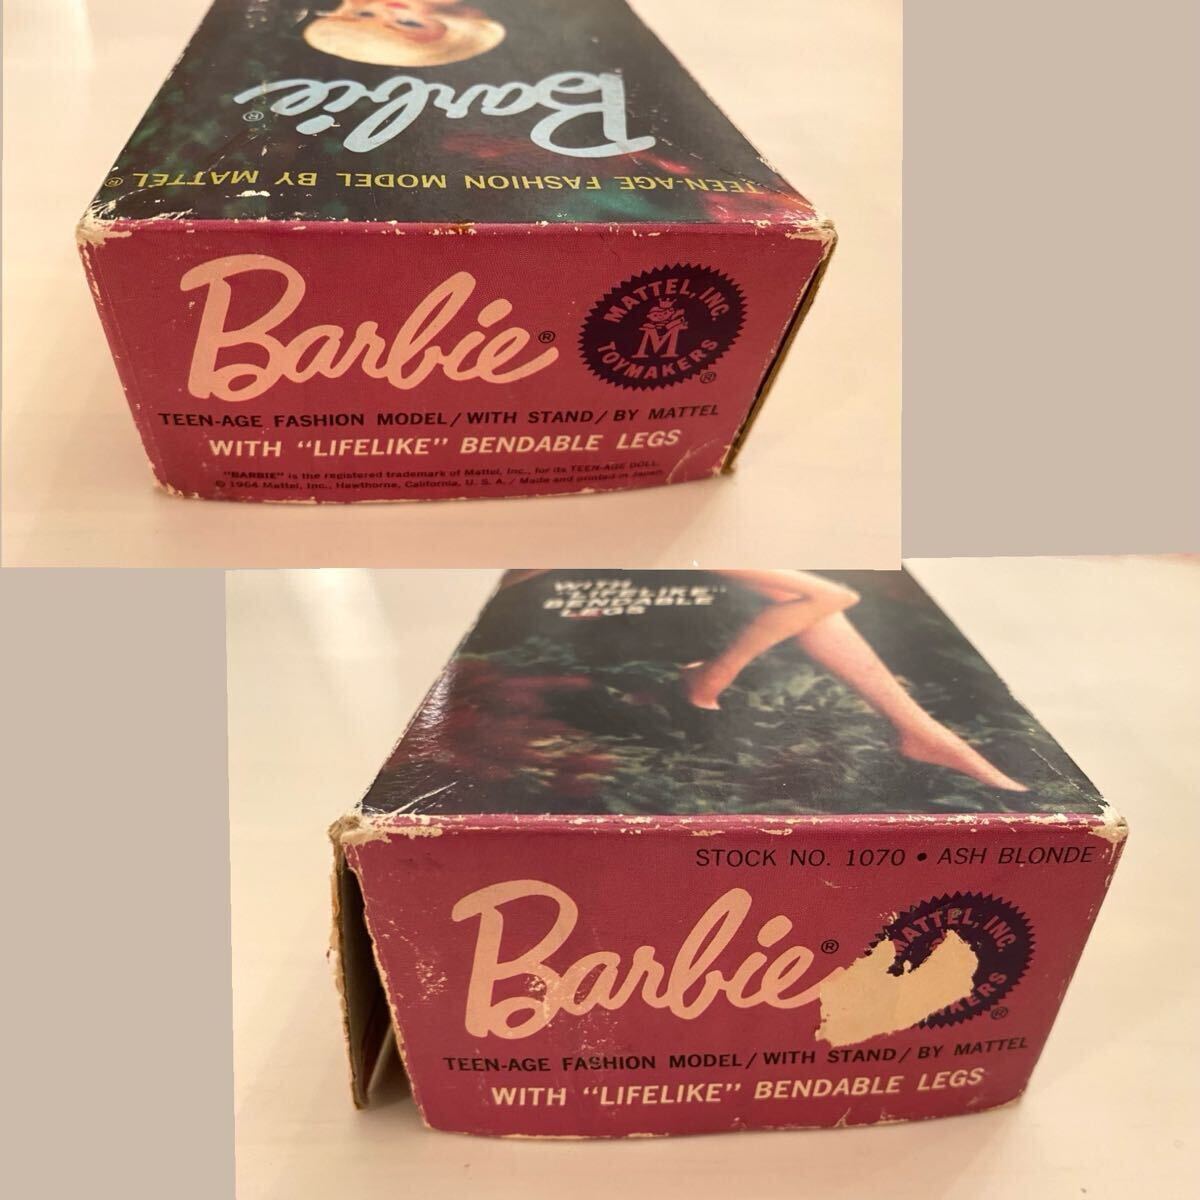 Barbie®
TEEN-AGE FASHION MODEL BY MATTEL®
Barbie®
MATTEL, INC.
M
TOYMAKERS
®
TEEN-AGE FASHION MODEL/WITH STAND/BY MATTEL
WITH "LIFELIKE" BENDABLE LEGS
"BARBIE" is the registered trademark of Mattel, Inc., for its TEEN-AGE DOLL.
© 1964 Mattel, Inc., Hawthorne, California, U. S. A. / Made and printed in Japan.
WITH
"LIFELIKE"
BENDABLE
LEGS
STOCK NO. 1070 • ASH BLONDE
Barbie®
MATTEL, INC.
®
TEEN-AGE FASHION MODEL/WITH STAND/BY MATTEL
WITH "LIFELIKE" BENDABLE LEGS